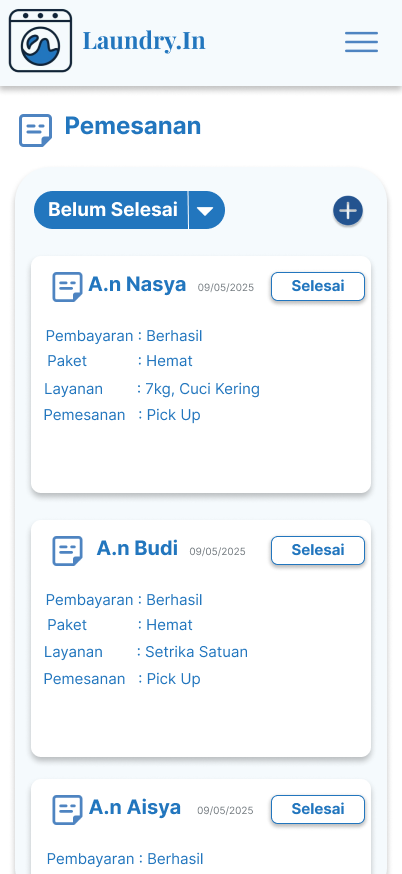 Laundry.In
Pemesanan
Belum Selesai
A.n Nasya 09/05/2025 Selesai
Pembayaran : Berhasil
Paket : Hemat
Layanan : 7kg, Cuci Kering
Pemesanan : Pick Up
A.n Budi 09/05/2025 Selesai
Pembayaran : Berhasil
Paket : Hemat
Layanan : Setrika Satuan
Pemesanan : Pick Up
A.n Aisya 09/05/2025 Selesai
Pembayaran : Berhasil